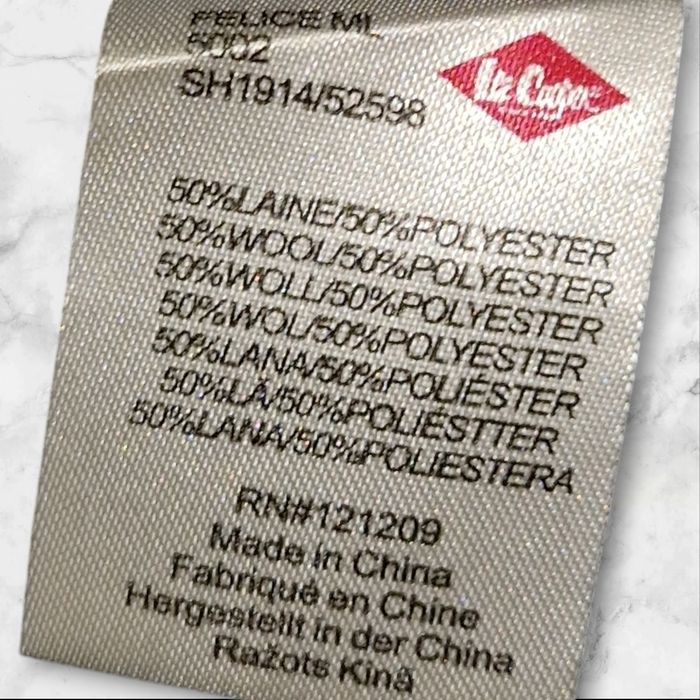 FELICE ML
5002
SH1914/52598
Lee Cooper
50%LAINE/50%POLYESTER
50%WOOL/50%POLYESTER
50%WOLL/50%POLYESTER
50%WOL/50%POLYESTER
50%LANA/50%POLIÉSTER
50%LÃ/50%POLIÉSTTER
50%LANA/50%POLIESTERA
RN#121209
Made in China
Fabriqué en Chine
Hergestellt in der China
Ražots Kinā